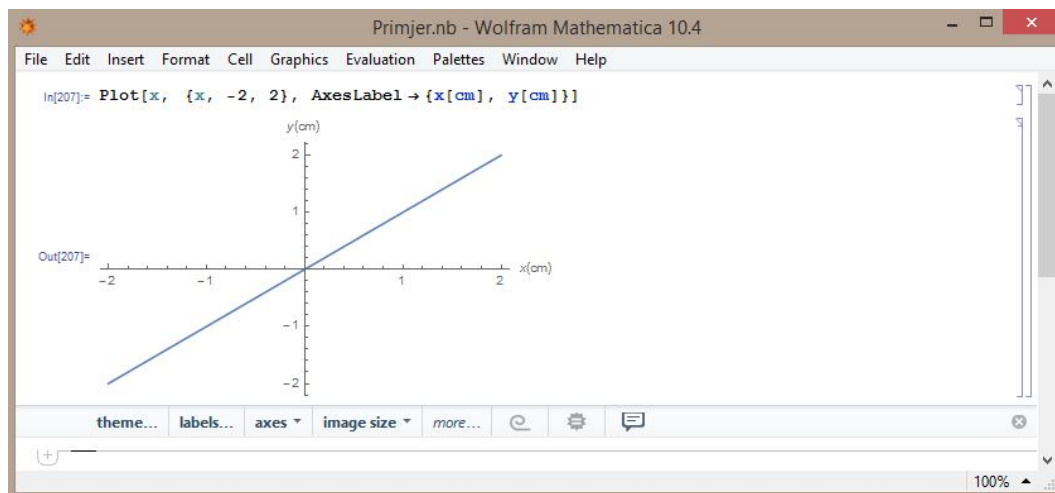 Primjer.nb - Wolfram Mathematica 10.4
File Edit Insert Format Cell Graphics Evaluation Palettes Window Help
In[207]:= Plot[x, {x, -2, 2}, AxesLabel → {x[cm], y[cm]}]
y(cm)
2
1
Out[207]=
-2 -1 1 2 x(cm)
-1
-2
theme... labels... axes image size more...
100%